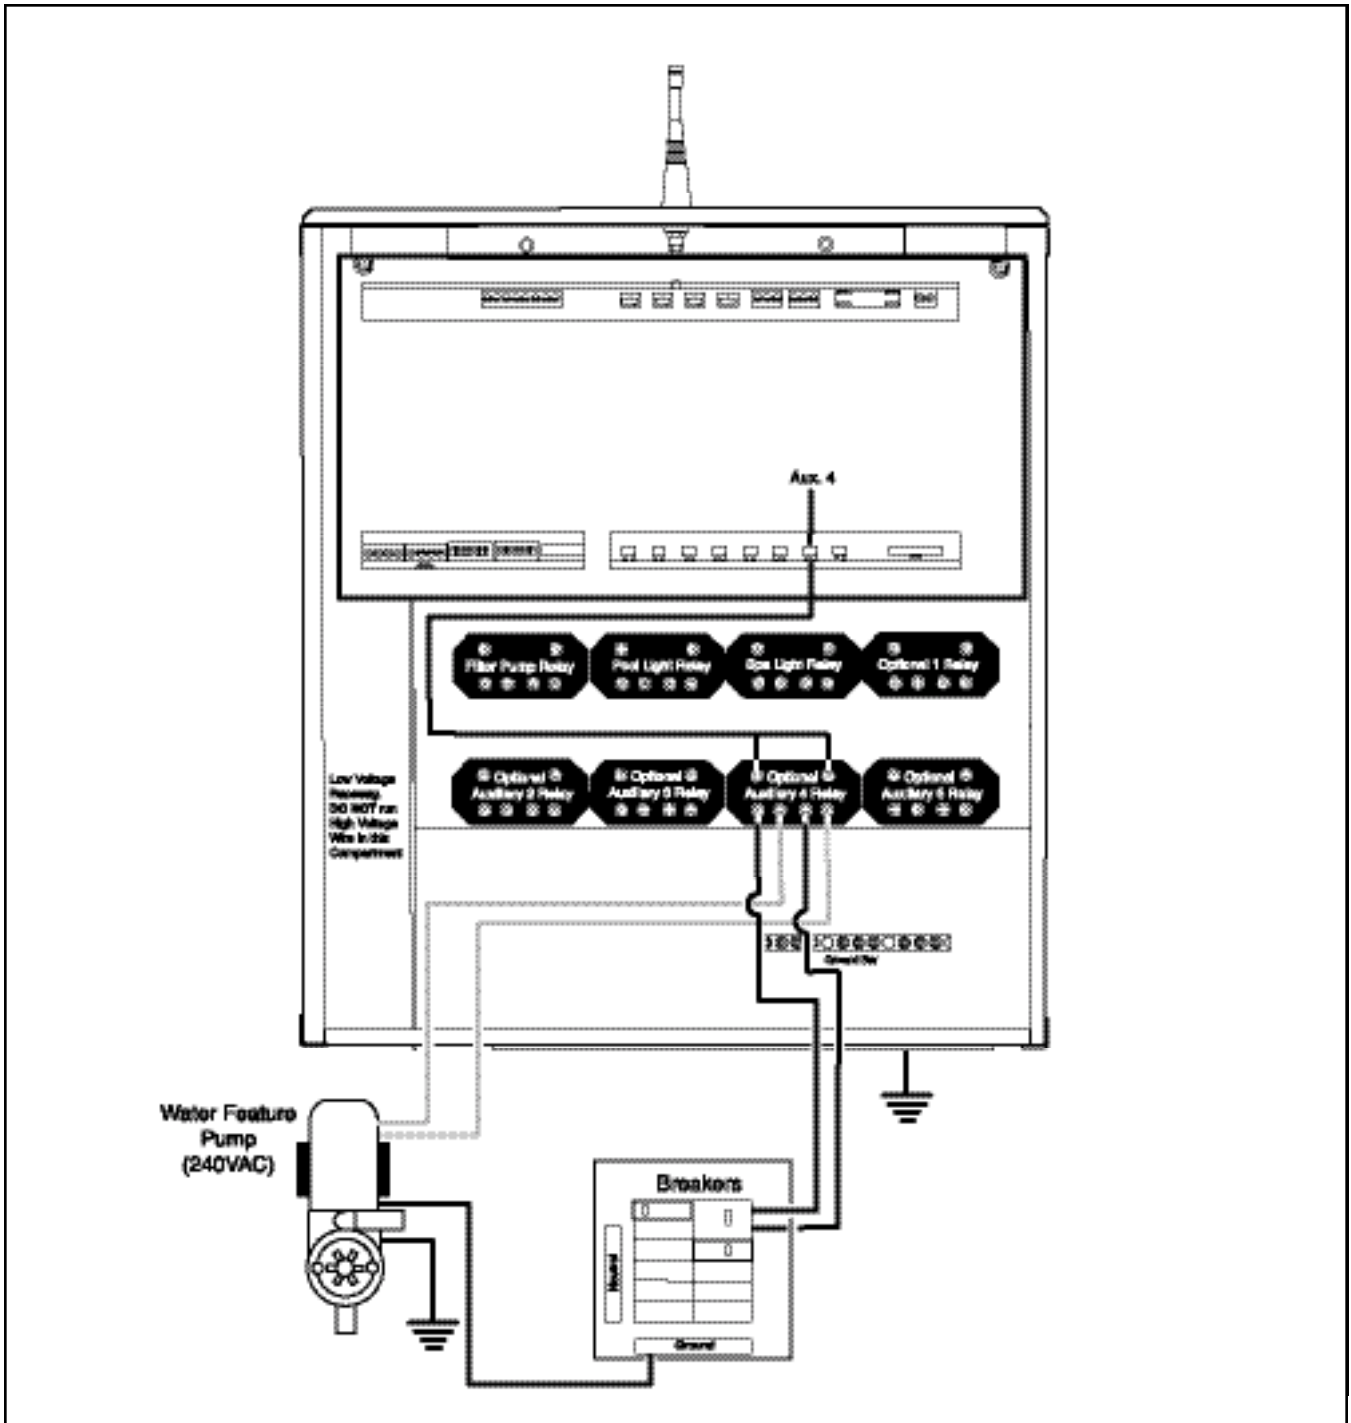 Aux. 4
Filter Pump Relay
Pool Light Relay
Spa Light Relay
Optional 1 Relay
Optional
Auxiliary 2 Relay
Optional
Auxiliary 3 Relay
Optional
Auxiliary 4 Relay
Optional
Auxiliary 5 Relay
Low Voltage
Raceway.
DO NOT run
High Voltage
Wire in this
Compartment
Ground Bar
Water Feature
Pump
(240VAC)
Breakers
Neutral
Ground